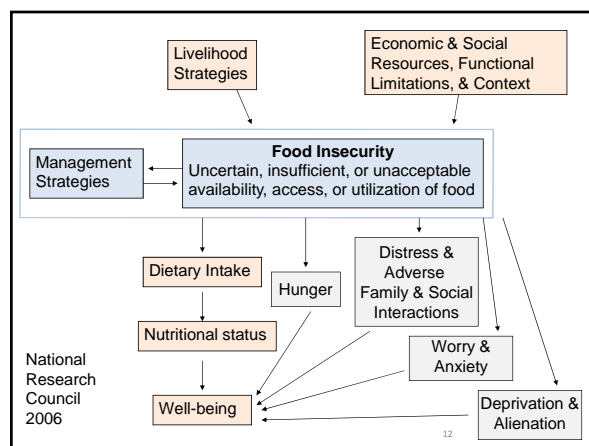 Livelihood
Strategies
Economic & Social
Resources, Functional
Limitations, & Context
Management
Strategies
Food Insecurity
Uncertain, insufficient, or unacceptable
availability, access, or utilization of food
Dietary Intake
Hunger
Distress &
Adverse
Family & Social
Interactions
Nutritional status
Worry &
Anxiety
National
Research
Council
2006
Well-being
Deprivation &
Alienation
12